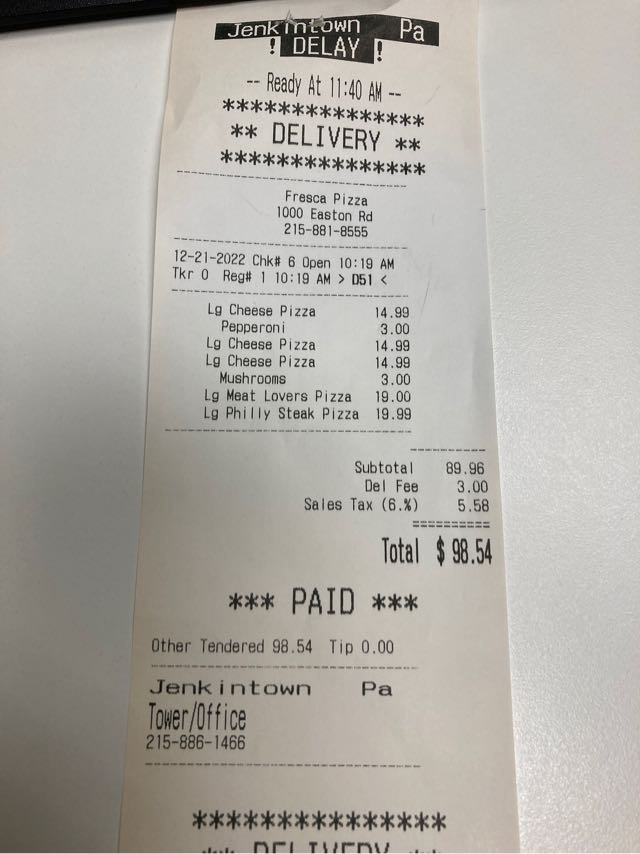 Jenkintown Pa
! DELAY !
-- Ready At 11:40 AM --
***************
** DELIVERY **
***************
Fresca Pizza
1000 Easton Rd
215-881-8555
12-21-2022 Chk# 6 Open 10:19 AM
Tkr 0 Reg# 1 10:19 AM > D51 <
Lg Cheese Pizza 14.99
Pepperoni 3.00
Lg Cheese Pizza 14.99
Lg Cheese Pizza 14.99
Mushrooms 3.00
Lg Meat Lovers Pizza 19.00
Lg Philly Steak Pizza 19.99
Subtotal 89.96
Del Fee 3.00
Sales Tax (6.%) 5.58
==========
Total $ 98.54
*** PAID ***
Other Tendered 98.54 Tip 0.00
Jenkintown Pa
Tower/Office
215-886-1466
***************
** DELIVERY **